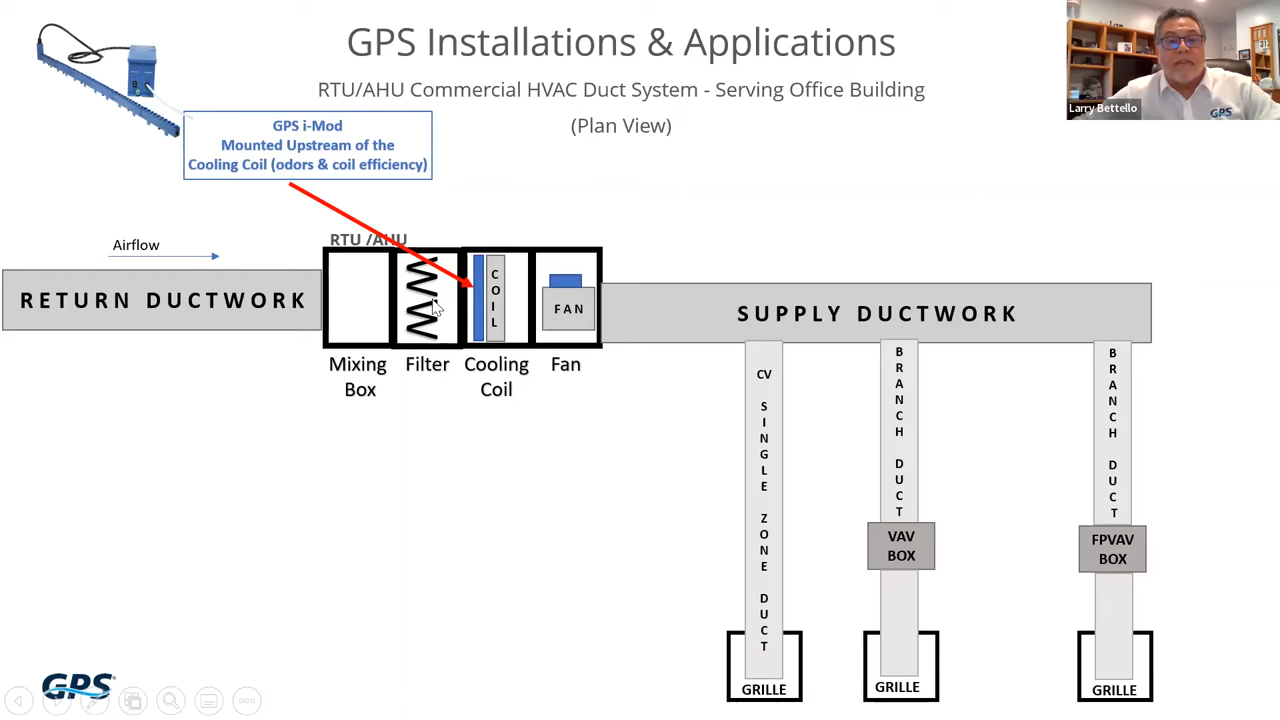 GPS Installations & Applications
RTU/AHU Commercial HVAC Duct System - Serving Office Building
(Plan View)
GPS
Larry Bettello
GPS i-Mod
Mounted Upstream of the
Cooling Coil (odors & coil efficiency)
Airflow
RTU /AHU
RETURN DUCTWORK
COIL
FAN
SUPPLY DUCTWORK
Mixing
Box
Filter
Cooling
Coil
Fan
CV SINGLE ZONE DUCT
BRANCH DUCT
BRANCH DUCT
VAV
BOX
FPVAV
BOX
GRILLE
GRILLE
GRILLE
GPS